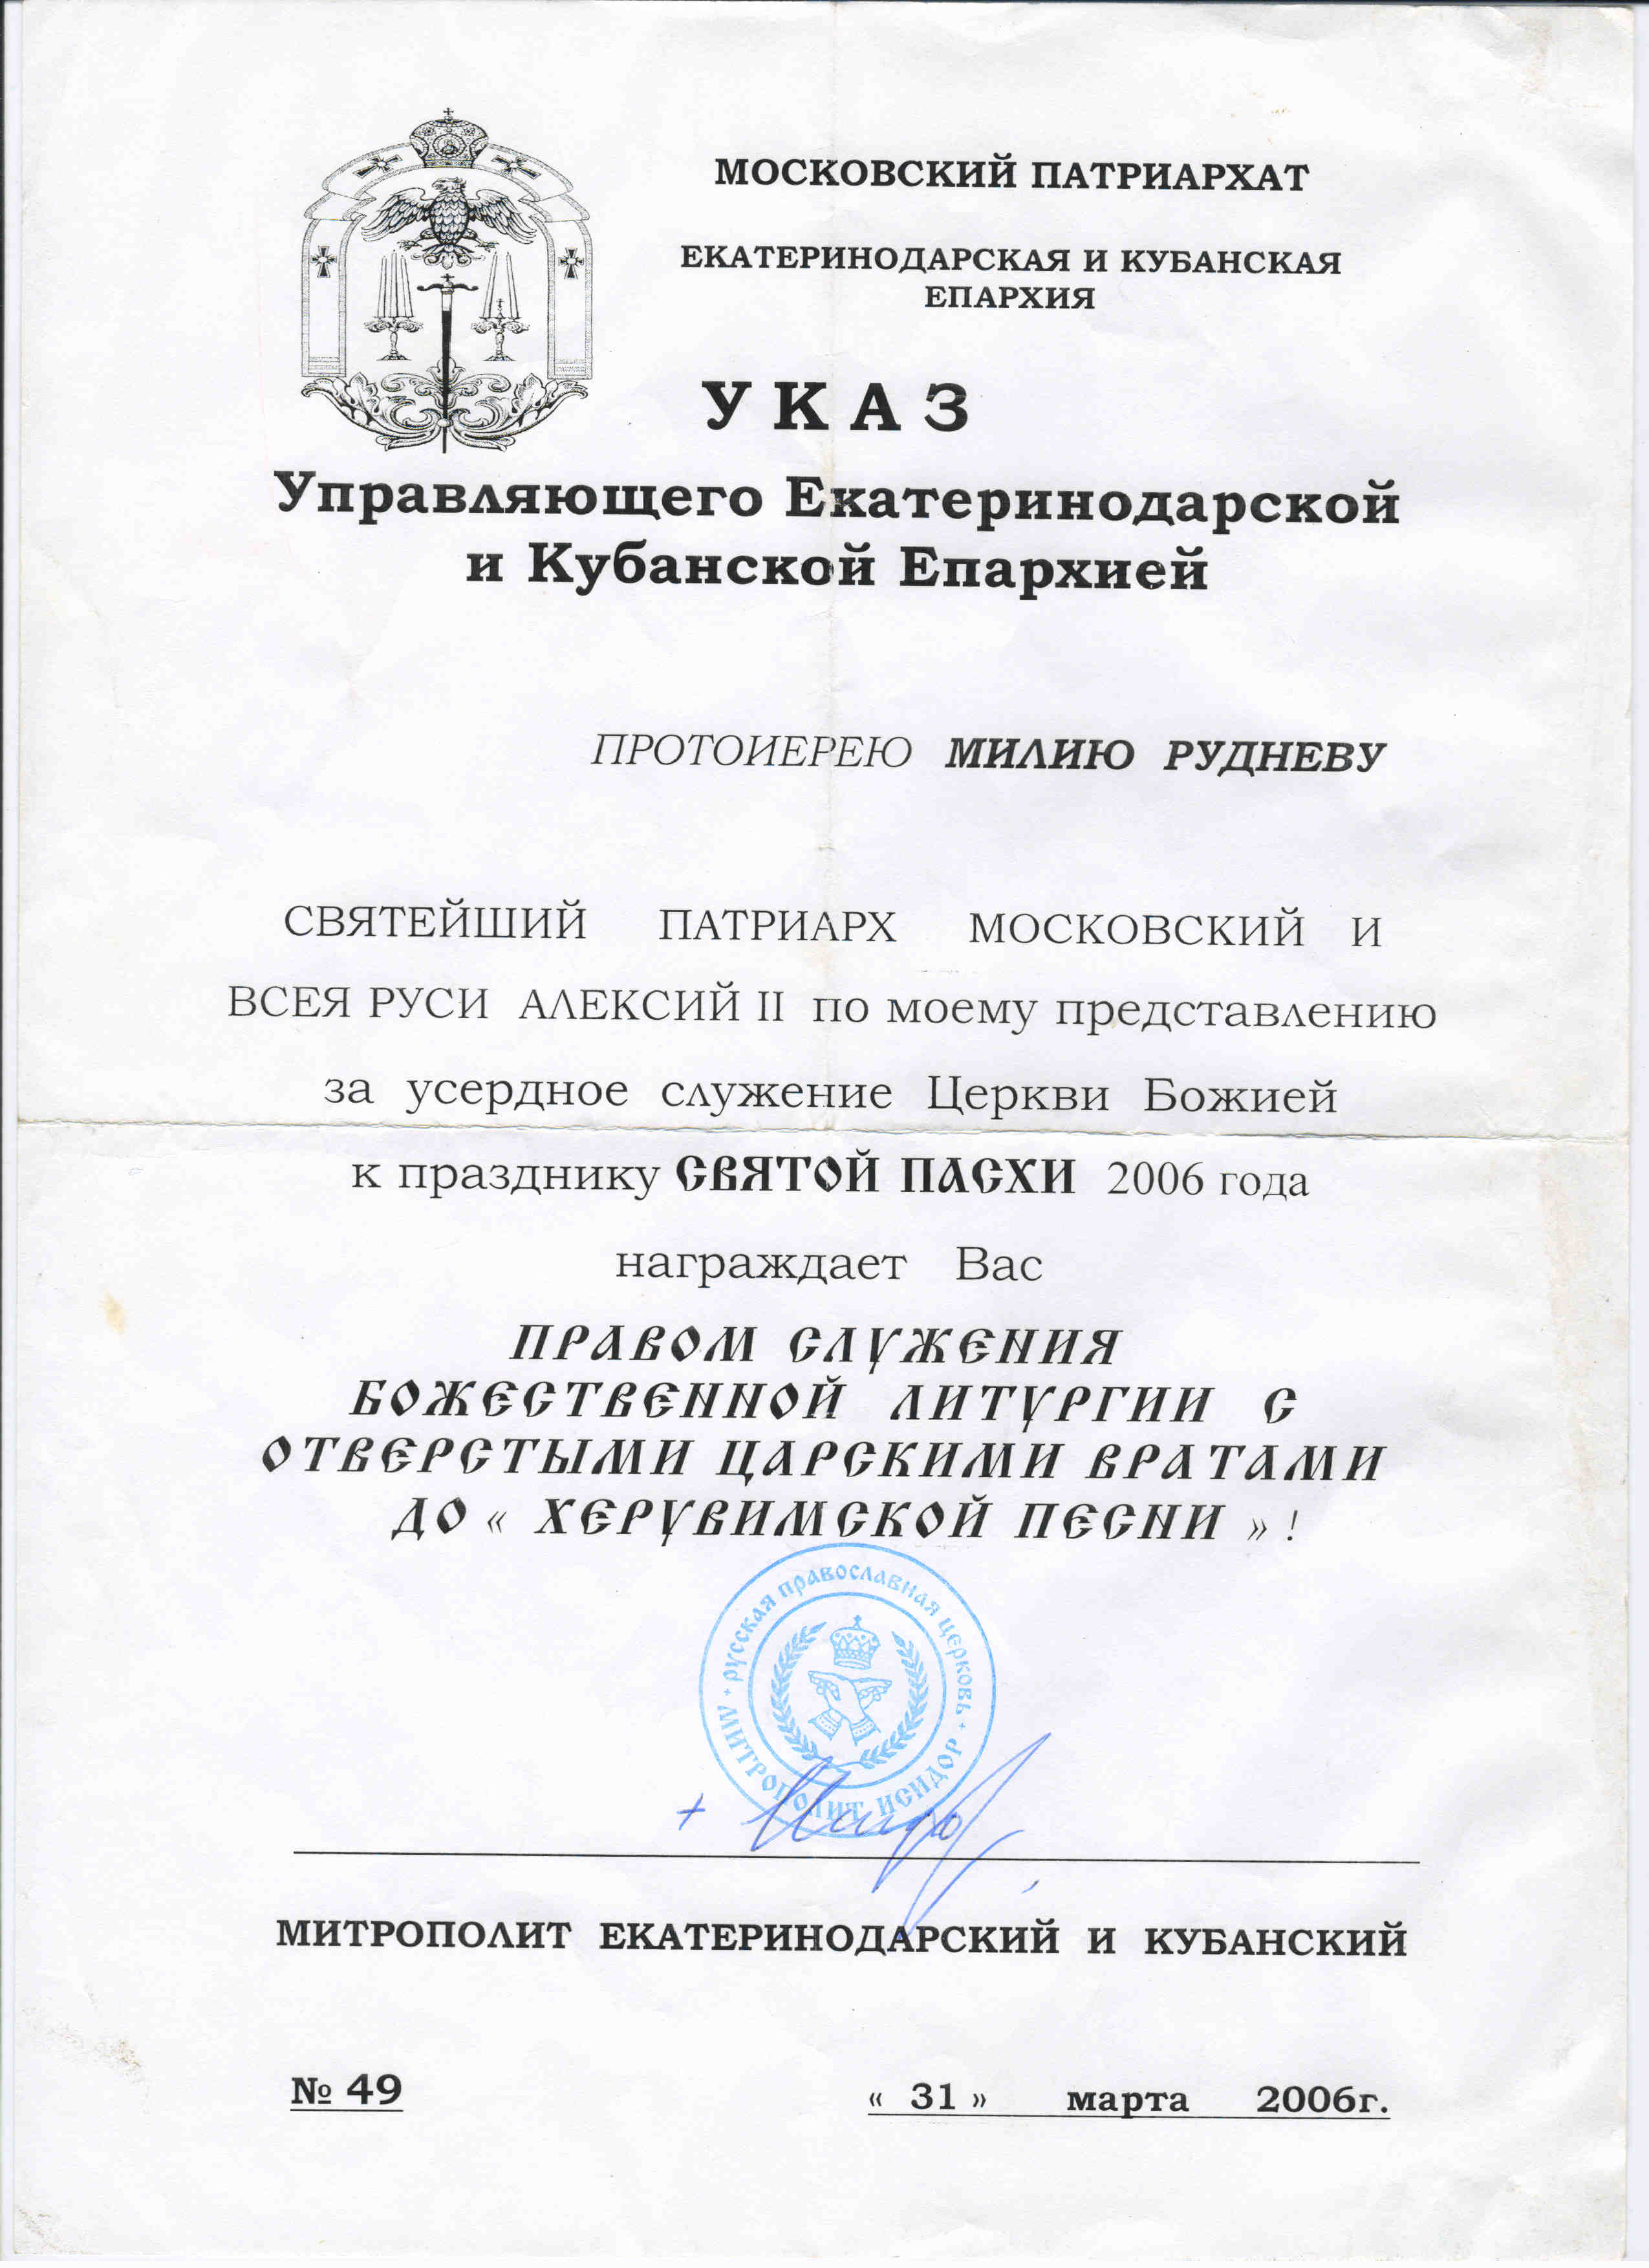 МОСКОВСКИЙ ПАТРИАРХАТ
ЕКАТЕРИНОДАРСКАЯ И КУБАНСКАЯ
ЕПАРХИЯ
У К А З
Управляющего Екатеринодарской
и Кубанской Епархией
ПРОТОИЕРЕЮ МИЛИЮ РУДНЕВУ
СВЯТЕЙШИЙ ПАТРИАРХ МОСКОВСКИЙ И
ВСЕЯ РУСИ АЛЕКСИЙ II по моему представлению
за усердное служение Церкви Божией
к празднику СВЯТОЙ ПАСХИ 2006 года
награждает Вас
ПРАВОМ СЛУЖЕНИЯ
БОЖЕСТВЕННОЙ ЛИТУРГИИ С
ОТВЕРСТЫМИ ЦАРСКИМИ ВРАТАМИ
ДО « ХЕРУВИМСКОЙ ПЕСНИ » !
РУССКАЯ ПРАВОСЛАВНАЯ ЦЕРКОВЬ
МИТРОПОЛИТ ИСИДОР
МИТРОПОЛИТ ЕКАТЕРИНОДАРСКИЙ И КУБАНСКИЙ
№ 49
« 31 » марта 2006г.